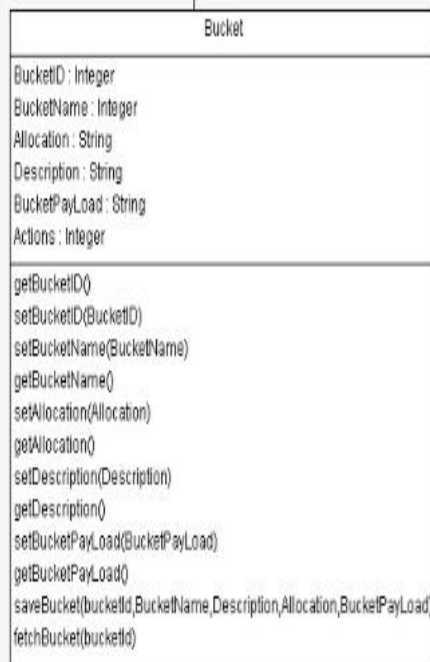 Bucket
BucketID : Integer
BucketName : Integer
Allocation : String
Description : String
BucketPayLoad : String
Actions : Integer
getBucketID()
setBucketID(BucketID)
setBucketName(BucketName)
getBucketName()
setAllocation(Allocation)
getAllocation()
setDescription(Description)
getDescription()
setBucketPayLoad(BucketPayLoad)
getBucketPayLoad()
saveBucket(bucketId,BucketName,Description,Allocation,BucketPayLoad)
fetchBucket(bucketId)